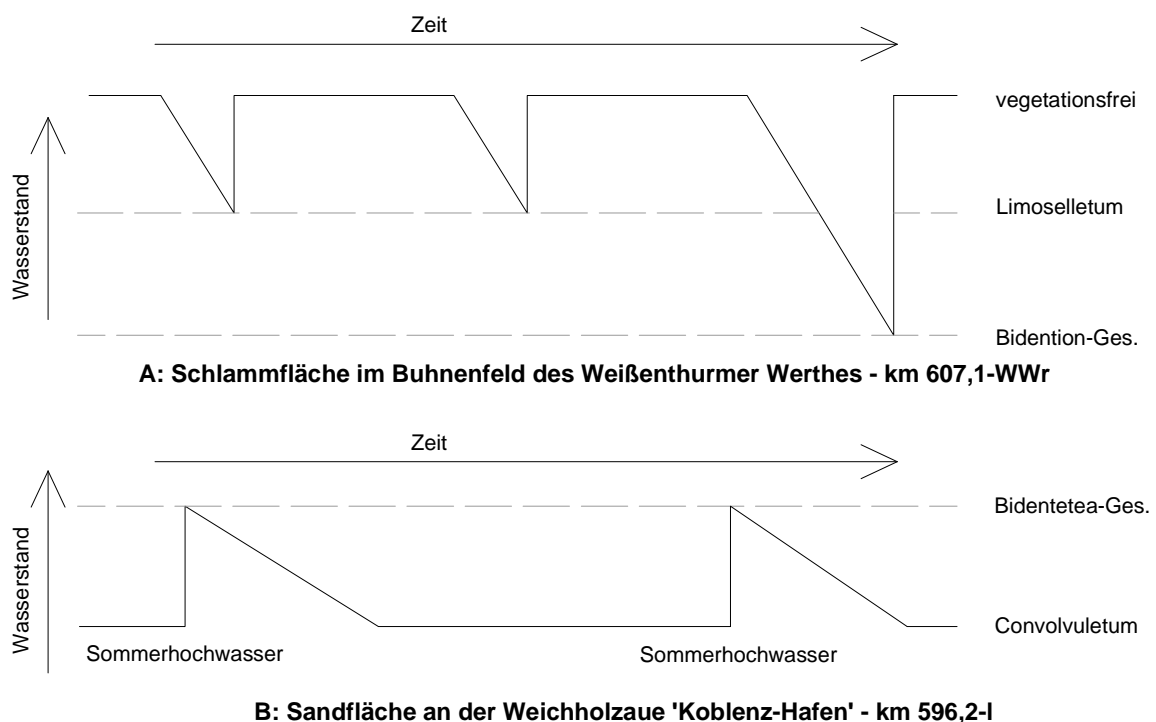 Zeit
Wasserstand
vegetationsfrei
Limoselletum
Bidention-Ges.
A: Schlammfläche im Buhnenfeld des Weißenthurmer Werthes - km 607,1-WWr
Zeit
Wasserstand
Bidentetea-Ges.
Convolvuletum
Sommerhochwasser
Sommerhochwasser
B: Sandfläche an der Weichholzaue 'Koblenz-Hafen' - km 596,2-l